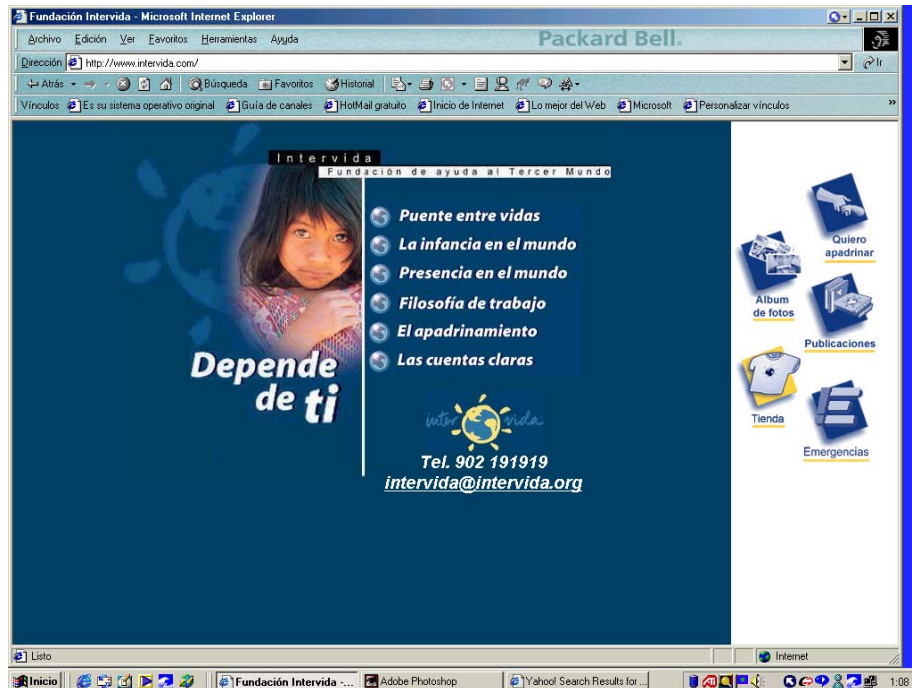 Fundación Intervida - Microsoft Internet Explorer
Archivo Edición Ver Favoritos Herramientas Ayuda
Packard Bell.
Dirección http://www.intervida.com/ Ir
Atrás Búsqueda Favoritos Historial
Vínculos Es su sistema operativo original Guía de canales HotMail gratuito Inicio de Internet Lo mejor del Web Microsoft Personalizar vínculos »
Intervida
Fundación de ayuda al Tercer Mundo
Puente entre vidas
La infancia en el mundo
Presencia en el mundo
Filosofía de trabajo
El apadrinamiento
Las cuentas claras
Depende
de ti
inter vida
Tel. 902 191919
intervida@intervida.org
Quiero
apadrinar
Album
de fotos
Publicaciones
Tienda
Emergencias
Listo Internet
Inicio Fundación Intervida -... Adobe Photoshop Yahoo! Search Results for ... 1:08